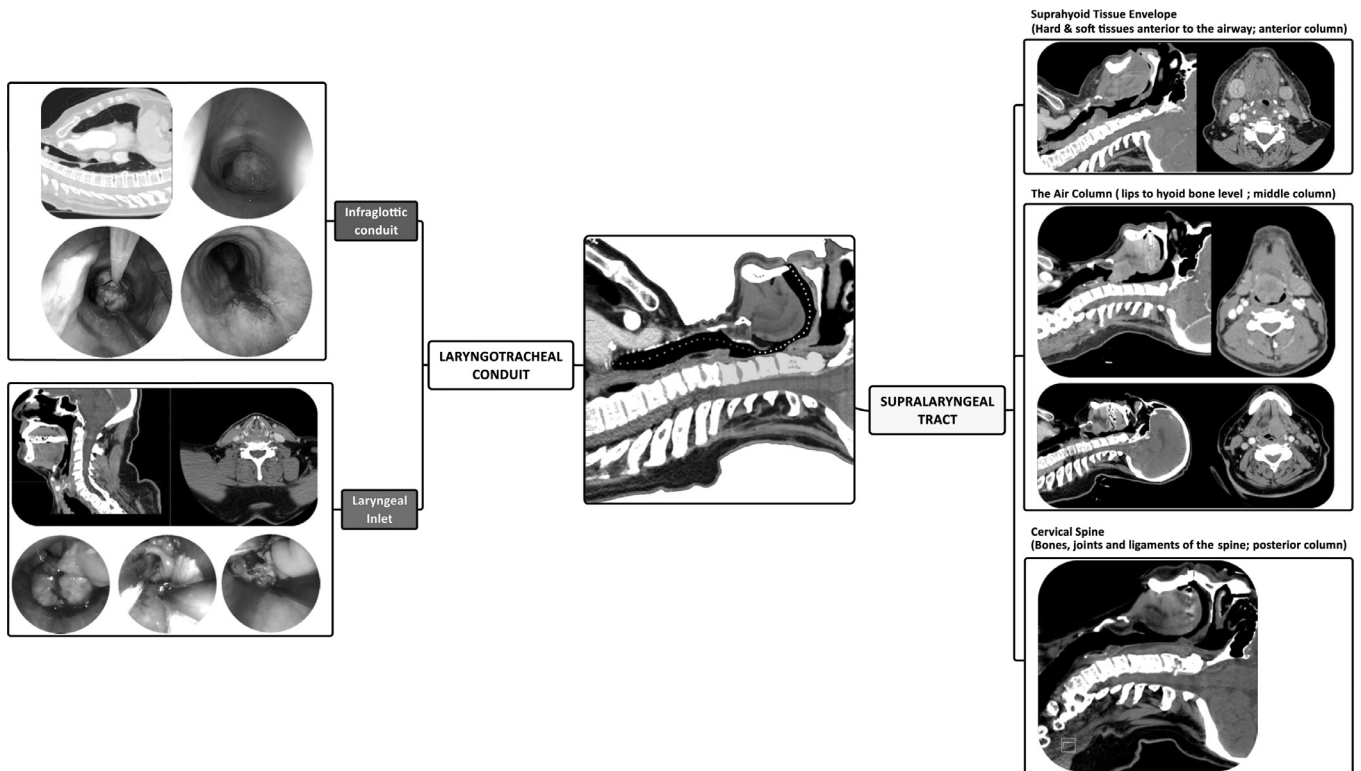 Suprahyoid Tissue Envelope
(Hard & soft tissues anterior to the airway; anterior column)
Infraglottic
conduit
The Air Column ( lips to hyoid bone level ; middle column)
LARYNGOTRACHEAL
CONDUIT
SUPRALARYNGEAL
TRACT
Laryngeal
Inlet
Cervical Spine
(Bones, joints and ligaments of the spine; posterior column)